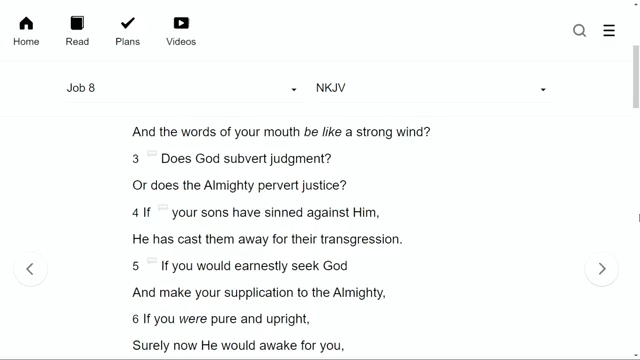 Home Read Plans Videos
Job 8 NKJV
And the words of your mouth be like a strong wind?
3 Does God subvert judgment?
Or does the Almighty pervert justice?
4 If your sons have sinned against Him,
He has cast them away for their transgression.
5 If you would earnestly seek God
And make your supplication to the Almighty,
6 If you were pure and upright,
Surely now He would awake for you,